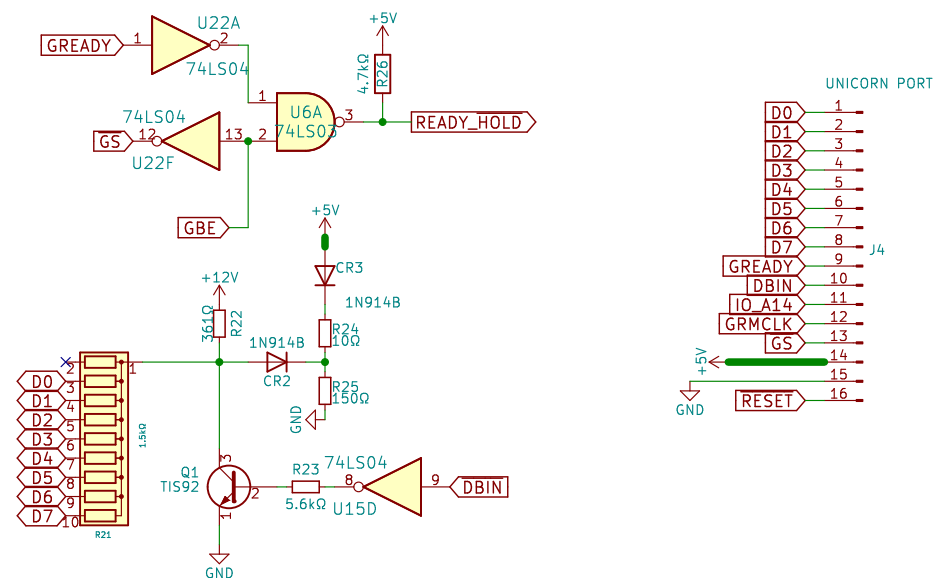 +5V
U22A
GREADY 1 2
74LS04
4.7kΩ R26
UNICORN PORT
74LS04
1
U6A
3
74LS03
READY_HOLD
GS 12 13 2
U22F
GBE
D0 1
D1 2
D2 3
D3 4
D4 5
D5 6
D6 7
D7 8
GREADY 9
DBIN 10
IO_A14 11
GRMCLK 12
GS 13
+5V 14
15
GND
RESET 16
J4
+5V
CR3
1N914B
+12V
361Ω R22
1N914B
CR2
R24
10Ω
R25
150Ω
GND
1
2
D0 3
D1 4
D2 5
D3 6
D4 7
D5 8
D6 9
D7 10
1.5kΩ
R21
Q1
TIS92
3
2
1
R23
5.6kΩ
74LS04
8 9
U15D
DBIN
GND